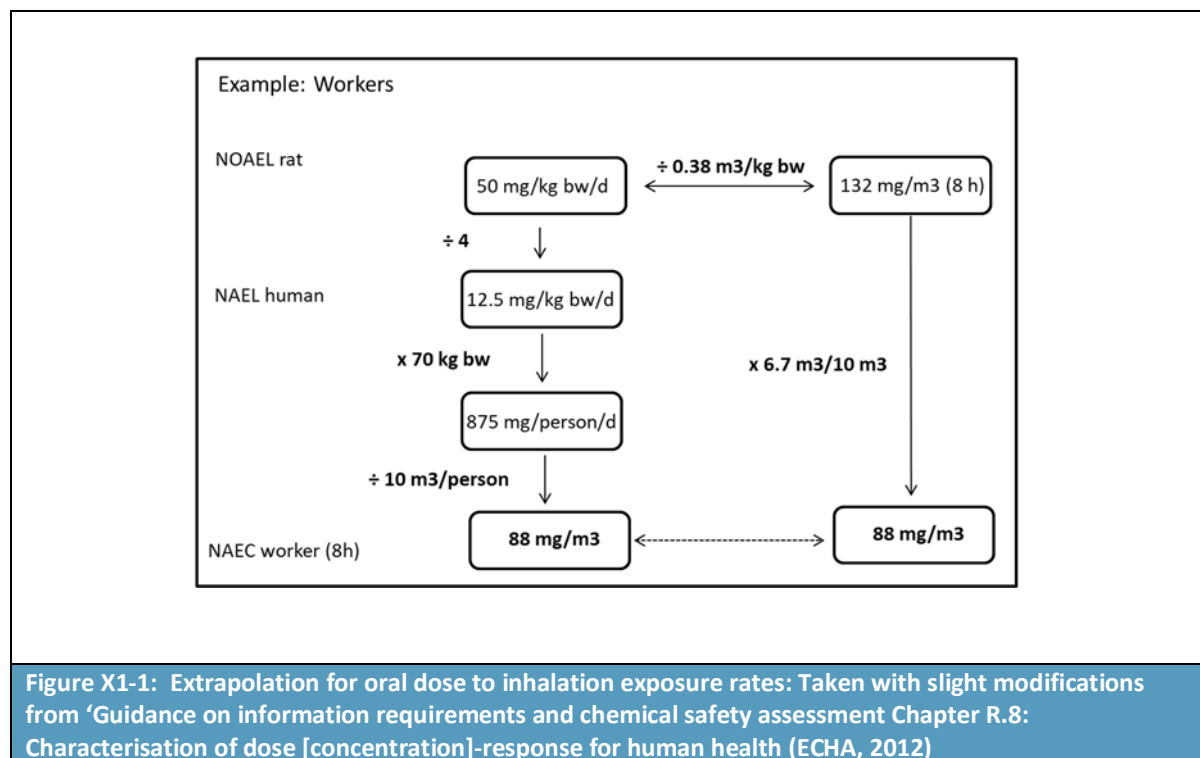 Example: Workers
NOAEL rat
50 mg/kg bw/d
÷ 0.38 m3/kg bw
132 mg/m3 (8 h)
÷ 4
NAEL human
12.5 mg/kg bw/d
x 70 kg bw
x 6.7 m3/10 m3
875 mg/person/d
÷ 10 m3/person
NAEC worker (8h)
88 mg/m3
88 mg/m3
Figure X1-1:  Extrapolation for oral dose to inhalation exposure rates: Taken with slight modifications
from ‘Guidance on information requirements and chemical safety assessment Chapter R.8:
Characterisation of dose [concentration]-response for human health (ECHA, 2012)